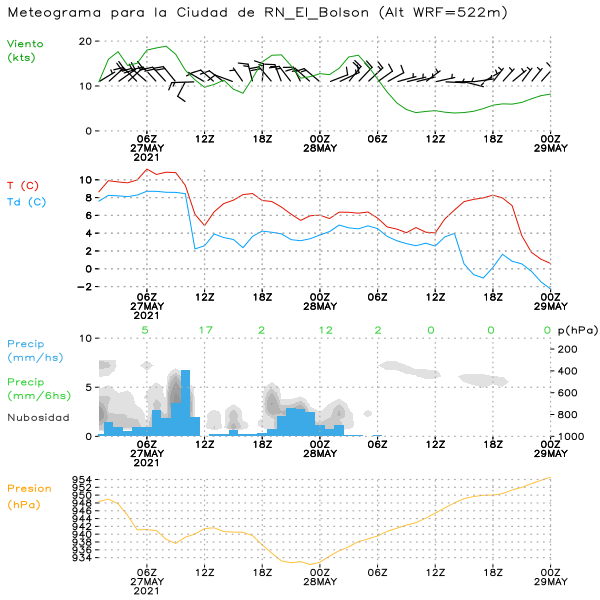 Meteograma para la Ciudad de RN_El_Bolson (Alt WRF=522m)
Viento
(kts)
20
10
0
06Z 12Z 18Z 00Z 06Z 12Z 18Z 00Z
27MAY 28MAY 29MAY
2021
T (C)
Td (C)
10
8
6
4
2
0
−2
06Z 12Z 18Z 00Z 06Z 12Z 18Z 00Z
27MAY 28MAY 29MAY
2021
5 17 2 12 2 0 0 0 p(hPa)
Precip
(mm/hs)
Precip
(mm/6hs)
Nubosidad
10
5
0
200
400
600
800
1000
06Z 12Z 18Z 00Z 06Z 12Z 18Z 00Z
27MAY 28MAY 29MAY
2021
Presion
(hPa)
954
952
950
948
946
944
942
940
938
936
934
06Z 12Z 18Z 00Z 06Z 12Z 18Z 00Z
27MAY 28MAY 29MAY
2021